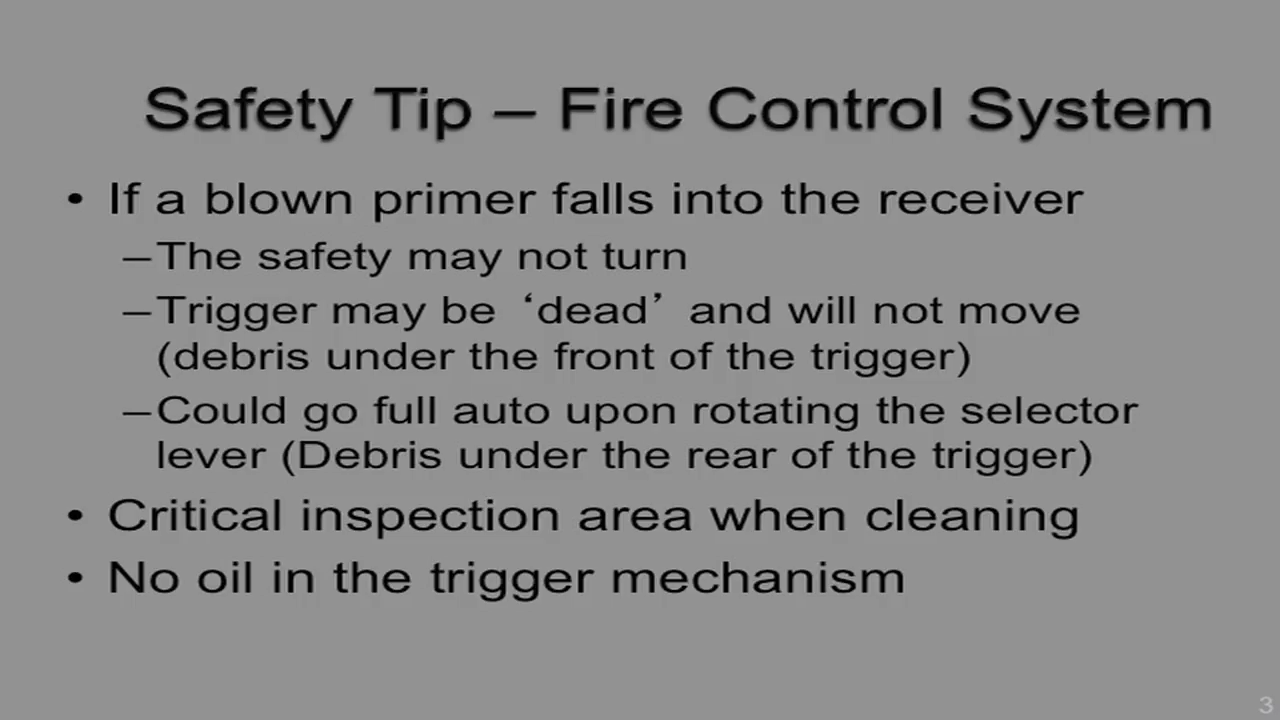 Safety Tip – Fire Control System
• If a blown primer falls into the receiver
–The safety may not turn
–Trigger may be ‘dead’ and will not move
(debris under the front of the trigger)
–Could go full auto upon rotating the selector
lever (Debris under the rear of the trigger)
• Critical inspection area when cleaning
• No oil in the trigger mechanism
3